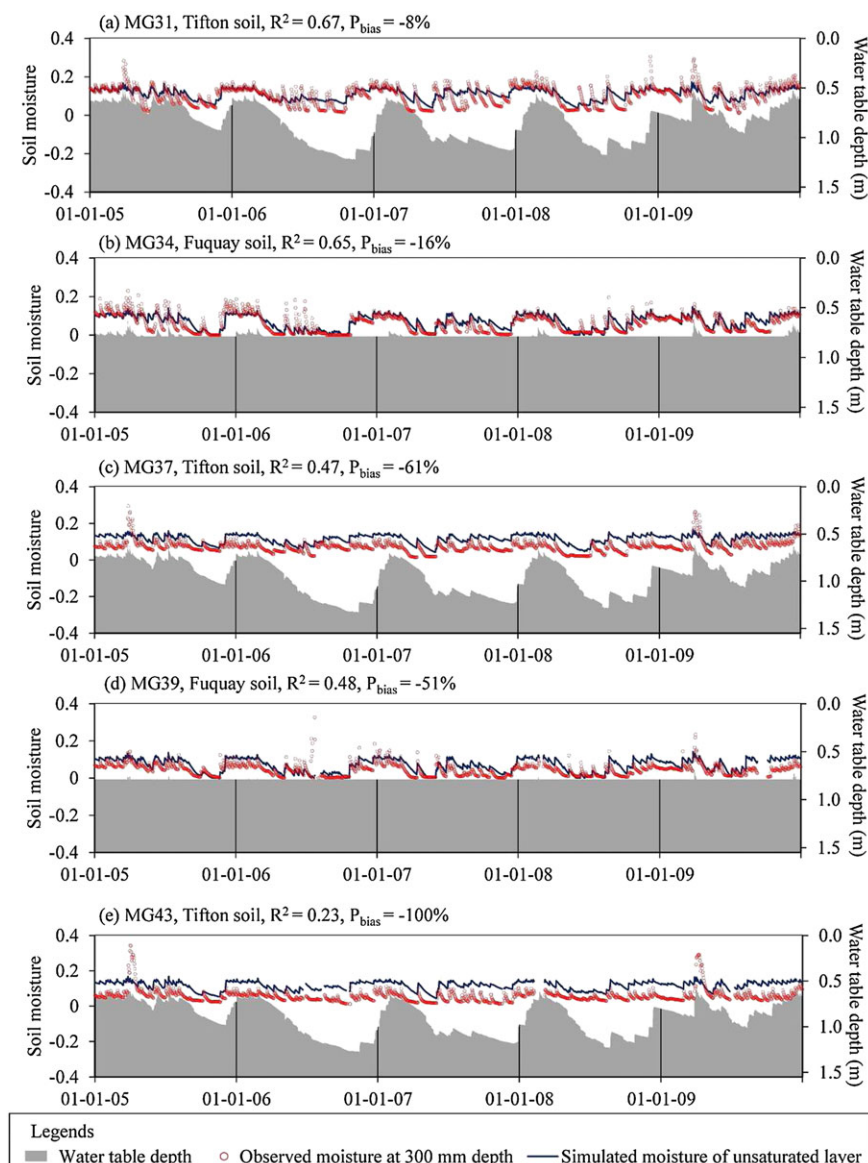 (a) MG31, Tifton soil, R² = 0.67, Pbias = -8%
0.4
0.2
0
-0.2
-0.4
Soil moisture
0.0
0.5
1.0
1.5
Water table depth (m)
01-01-05 01-01-06 01-01-07 01-01-08 01-01-09
(b) MG34, Fuquay soil, R² = 0.65, Pbias = -16%
0.4
0.2
0
-0.2
-0.4
Soil moisture
0.0
0.5
1.0
1.5
Water table depth (m)
01-01-05 01-01-06 01-01-07 01-01-08 01-01-09
(c) MG37, Tifton soil, R² = 0.47, Pbias = -61%
0.4
0.2
0
-0.2
-0.4
Soil moisture
0.0
0.5
1.0
1.5
Water table depth (m)
01-01-05 01-01-06 01-01-07 01-01-08 01-01-09
(d) MG39, Fuquay soil, R² = 0.48, Pbias = -51%
0.4
0.2
0
-0.2
-0.4
Soil moisture
0.0
0.5
1.0
1.5
Water table depth (m)
01-01-05 01-01-06 01-01-07 01-01-08 01-01-09
(e) MG43, Tifton soil, R² = 0.23, Pbias = -100%
0.4
0.2
0
-0.2
-0.4
Soil moisture
0.0
0.5
1.0
1.5
Water table depth (m)
01-01-05 01-01-06 01-01-07 01-01-08 01-01-09
Legends
Water table depth Observed moisture at 300 mm depth Simulated moisture of unsaturated layer